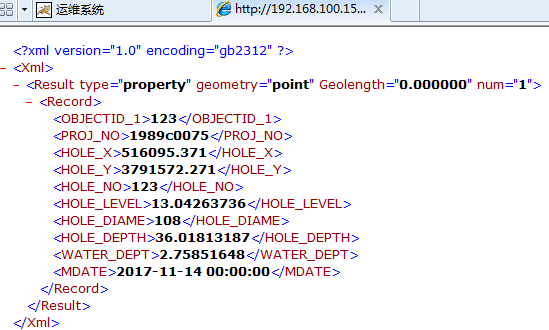 运维系统
http://192.168.100.15...
<?xml version="1.0" encoding="gb2312" ?>
- <Xml>
- <Result type="property" geometry="point" Geolength="0.000000" num="1">
- <Record>
<OBJECTID_1>123</OBJECTID_1>
<PROJ_NO>1989c0075</PROJ_NO>
<HOLE_X>516095.371</HOLE_X>
<HOLE_Y>3791572.271</HOLE_Y>
<HOLE_NO>123</HOLE_NO>
<HOLE_LEVEL>13.04263736</HOLE_LEVEL>
<HOLE_DIAME>108</HOLE_DIAME>
<HOLE_DEPTH>36.01813187</HOLE_DEPTH>
<WATER_DEPT>2.75851648</WATER_DEPT>
<MDATE>2017-11-14 00:00:00</MDATE>
</Record>
</Result>
</Xml>